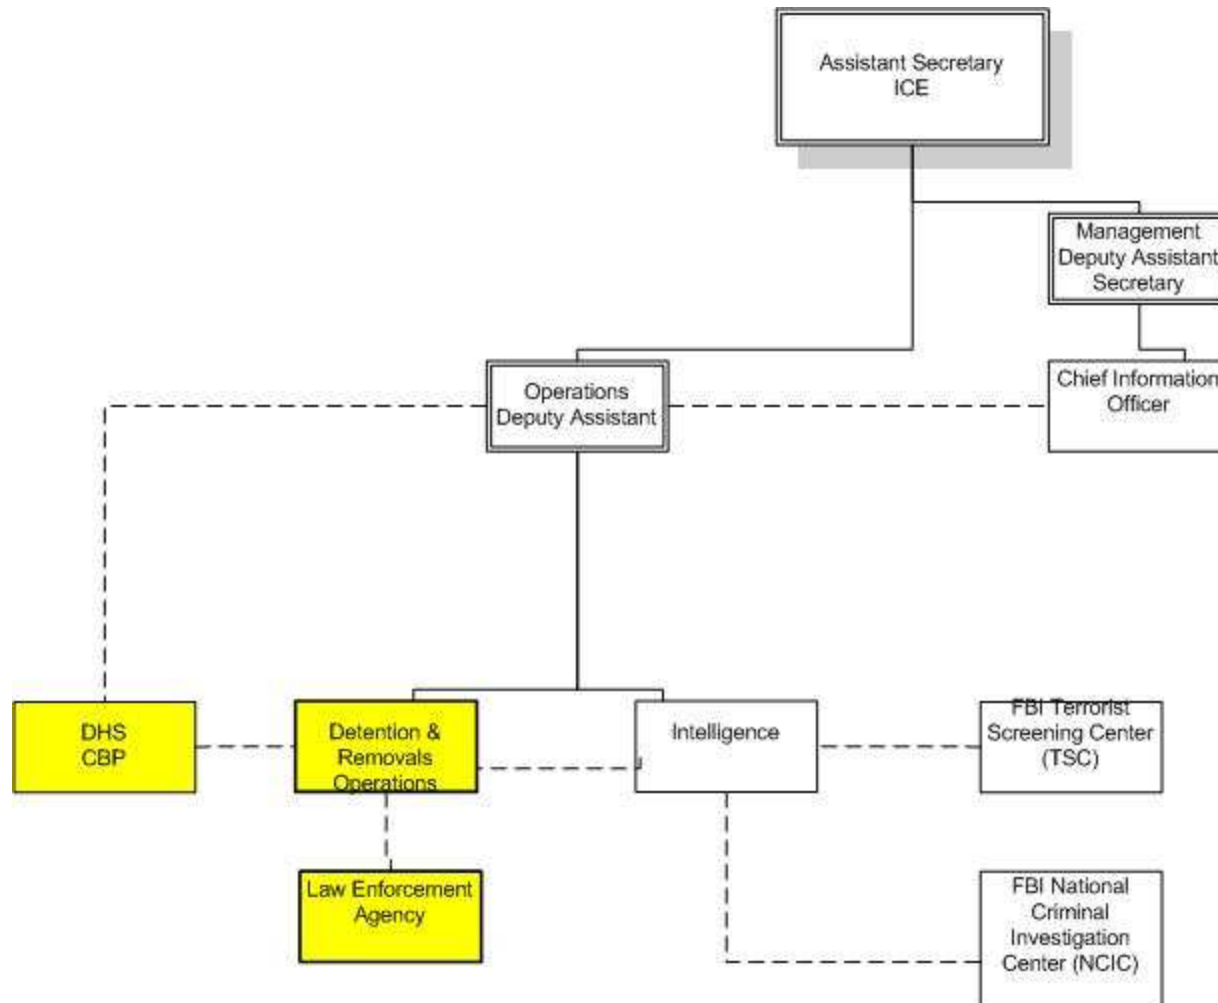 Assistant Secretary
ICE
Management
Deputy Assistant
Secretary
Operations
Deputy Assistant
Chief Information
Officer
DHS
CBP
Detention &
Removals
Operations
Intelligence
FBI Terrorist
Screening Center
(TSC)
Law Enforcement
Agency
FBI National
Criminal
Investigation
Center (NCIC)